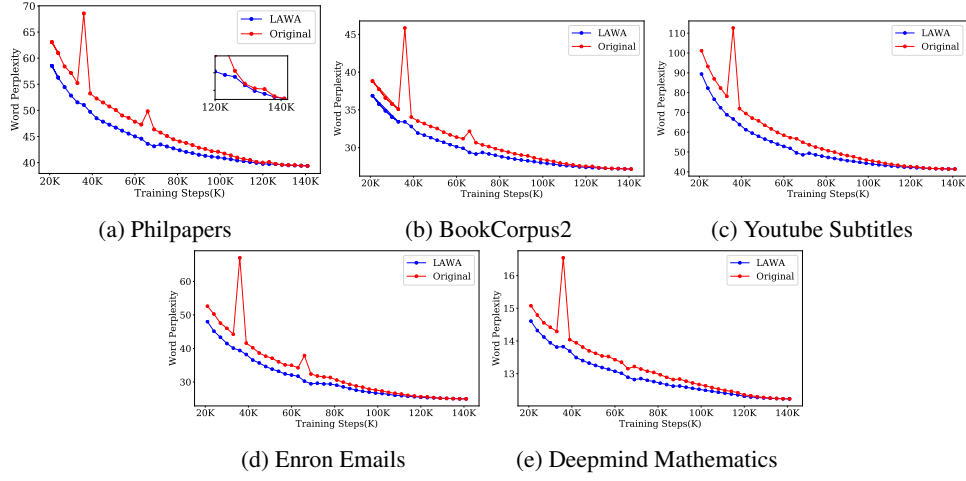 70
65
60
55
50
45
40
Word Perplexity
LAWA
Original
120K 140K
20K 40K 60K 80K 100K 120K 140K
Training Steps(K)
(a) Philpapers
45
40
35
30
Word Perplexity
LAWA
Original
20K 40K 60K 80K 100K 120K 140K
Training Steps(K)
(b) BookCorpus2
110
100
90
80
70
60
50
40
Word Perplexity
LAWA
Original
20K 40K 60K 80K 100K 120K 140K
Training Steps(K)
(c) Youtube Subtitles
60
50
40
30
Word Perplexity
LAWA
Original
20K 40K 60K 80K 100K 120K 140K
Training Steps(K)
(d) Enron Emails
16
15
14
13
Word Perplexity
LAWA
Original
20K 40K 60K 80K 100K 120K 140K
Training Steps(K)
(e) Deepmind Mathematics